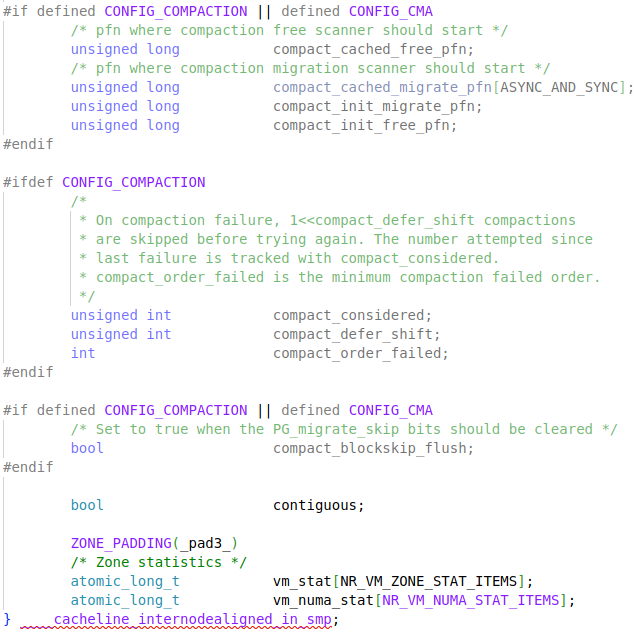 #if defined CONFIG_COMPACTION || defined CONFIG_CMA
/* pfn where compaction free scanner should start */
unsigned long compact_cached_free_pfn;
/* pfn where compaction migration scanner should start */
unsigned long compact_cached_migrate_pfn[ASYNC_AND_SYNC];
unsigned long compact_init_migrate_pfn;
unsigned long compact_init_free_pfn;
#endif
#ifdef CONFIG_COMPACTION
/*
* On compaction failure, 1<<compact_defer_shift compactions
* are skipped before trying again. The number attempted since
* last failure is tracked with compact_considered.
* compact_order_failed is the minimum compaction failed order.
*/
unsigned int compact_considered;
unsigned int compact_defer_shift;
int compact_order_failed;
#endif
#if defined CONFIG_COMPACTION || defined CONFIG_CMA
/* Set to true when the PG_migrate_skip bits should be cleared */
bool compact_blockskip_flush;
#endif
bool contiguous;
ZONE_PADDING(_pad3_)
/* Zone statistics */
atomic_long_t vm_stat[NR_VM_ZONE_STAT_ITEMS];
atomic_long_t vm_numa_stat[NR_VM_NUMA_STAT_ITEMS];
} ____cacheline_internodealigned_in_smp;